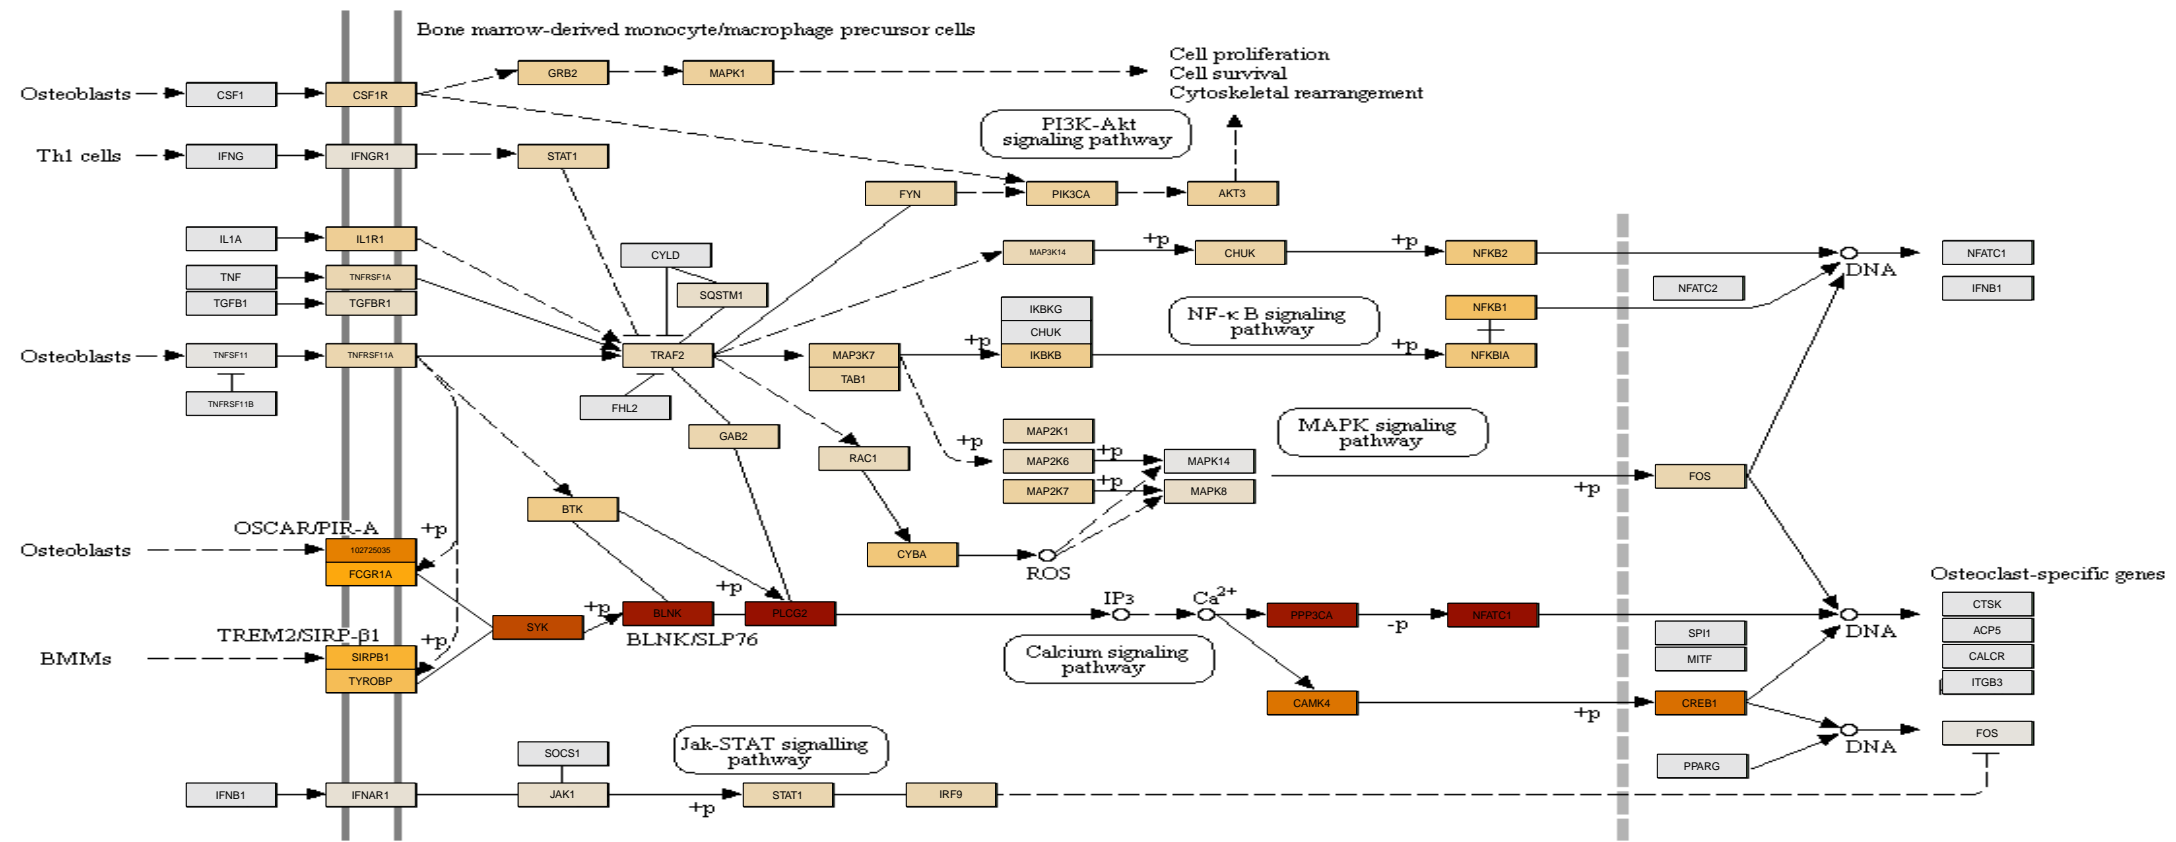 Bone marrow-derived monocyte/macrophage precursor cells
Cell proliferation
Cell survival
Cytoskeletal rearrangement
GRB2
MAPK1
Osteoblasts
CSF1
CSF1R
PI3K-Akt
signaling pathway
Th1 cells
IFNG
IFNGR1
STAT1
FYN
PIK3CA
AKT3
IL1A
IL1R1
CYLD
MAP3K14
+p
CHUK
+p
NFKB2
DNA
NFATC1
TNF
TNFRSF1A
SQSTM1
NFATC2
IFNB1
TGFB1
TGFBR1
IKBKG
CHUK
IKBKB
NF-κ B signaling
pathway
NFKB1
Osteoblasts
TNFSF11
TNFRSF11A
TRAF2
MAP3K7
TAB1
+p
+p
NFKBIA
TNFRSF11B
FHL2
GAB2
RAC1
+p
MAP2K1
MAP2K6
MAP2K7
+p
+p
MAPK14
MAPK8
MAPK signaling
pathway
+p
FOS
BTK
OSCAR/PIR-A
+p
Osteoblasts
102725035
FCGR1A
CYBA
ROS
Osteoclast-specific genes
+p
+p
SYK
BLNK
PLCG2
BLNK/SLP76
IP3
Ca2+
PPP3CA
-p
NFATC1
DNA
CTSK
ACP5
CALCR
ITGB3
TREM2/SIRP-β1
+p
BMMs
SIRPB1
TYROBP
Calcium signaling
pathway
SPI1
MITF
CAMK4
+p
CREB1
DNA
FOS
SOCS1
Jak-STAT signalling
pathway
PPARG
IFNB1
IFNAR1
JAK1
+p
STAT1
IRF9